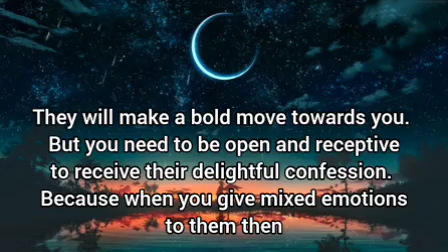 They will make a bold move towards you.
But you need to be open and receptive
to receive their delightful confession.
Because when you give mixed emotions
to them then